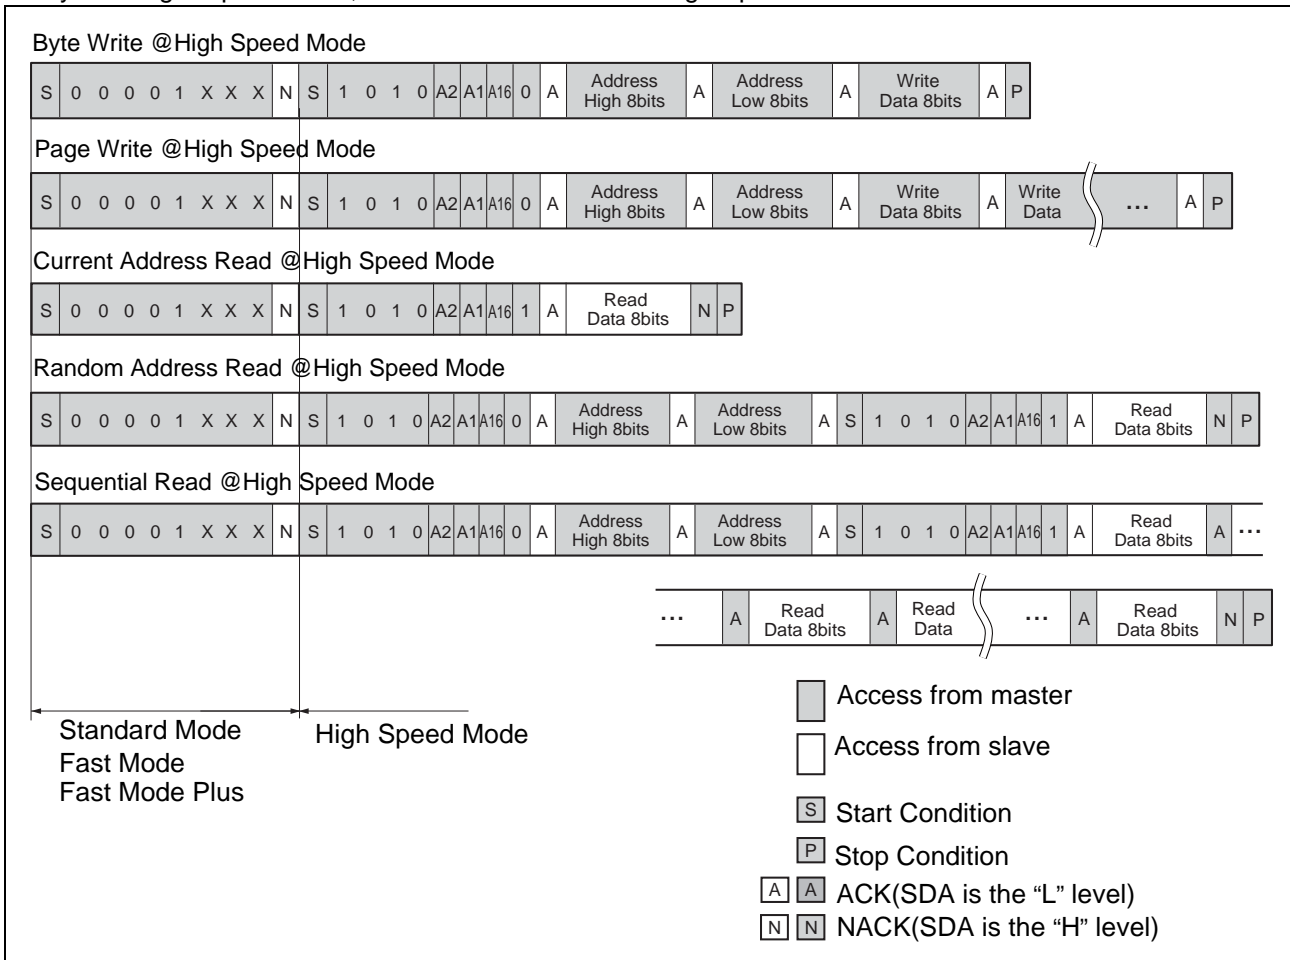 Byte Write @High Speed Mode
S 0 0 0 0 1 X X X N S 1 0 1 0 A2 A1 A16 0 A Address High 8bits A Address Low 8bits A Write Data 8bits A P
Page Write @High Speed Mode
S 0 0 0 0 1 X X X N S 1 0 1 0 A2 A1 A16 0 A Address High 8bits A Address Low 8bits A Write Data 8bits A Write Data ... A P
Current Address Read @High Speed Mode
S 0 0 0 0 1 X X X N S 1 0 1 0 A2 A1 A16 1 A Read Data 8bits N P
Random Address Read @High Speed Mode
S 0 0 0 0 1 X X X N S 1 0 1 0 A2 A1 A16 0 A Address High 8bits A Address Low 8bits A S 1 0 1 0 A2 A1 A16 1 A Read Data 8bits N P
Sequential Read @High Speed Mode
S 0 0 0 0 1 X X X N S 1 0 1 0 A2 A1 A16 0 A Address High 8bits A Address Low 8bits A S 1 0 1 0 A2 A1 A16 1 A Read Data 8bits A ...
... A Read Data 8bits A Read Data ... A Read Data 8bits N P
Standard Mode
Fast Mode
Fast Mode Plus
High Speed Mode
Access from master
Access from slave
S Start Condition
P Stop Condition
A A ACK(SDA is the “L” level)
N N NACK(SDA is the “H” level)